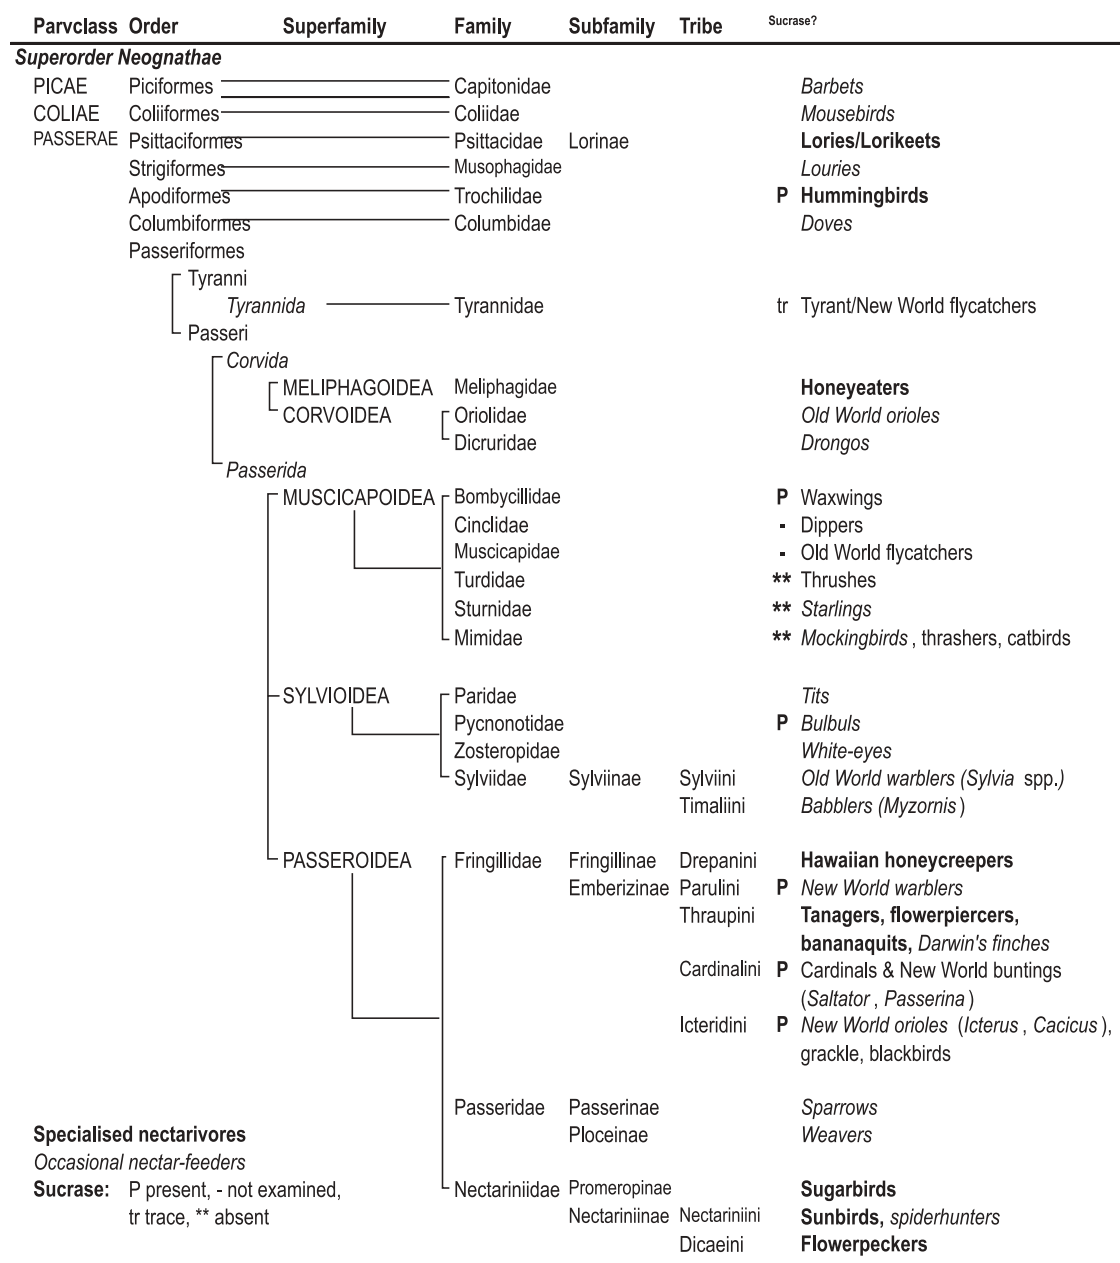 Parvclass Order Superfamily Family Subfamily Tribe Sucrase?
Superorder Neognathae
PICAE Piciformes Capitonidae Barbets
COLIAE Coliiformes Coliidae Mousebirds
PASSERAE Psittaciformes Psittacidae Lorinae Lories/Lorikeets
Strigiformes Musophagidae Louries
Apodiformes Trochilidae P Hummingbirds
Columbiformes Columbidae Doves
Passeriformes
Tyranni
Tyrannida Tyrannidae tr Tyrant/New World flycatchers
Passeri
Corvida
MELIPHAGOIDEA Meliphagidae Honeyeaters
CORVOIDEA Oriolidae Old World orioles
Dicruridae Drongos
Passerida
MUSCICAPOIDEA Bombycillidae P Waxwings
Cinclidae - Dippers
Muscicapidae - Old World flycatchers
Turdidae ** Thrushes
Sturnidae ** Starlings
Mimidae ** Mockingbirds , thrashers, catbirds
SYLVIOIDEA Paridae Tits
Pycnonotidae P Bulbuls
Zosteropidae White-eyes
Sylviidae Sylviinae Sylviini Old World warblers (Sylvia spp.)
Timaliini Babblers (Myzornis )
PASSEROIDEA Fringillidae Fringillinae Drepanini Hawaiian honeycreepers
Emberizinae Parulini P New World warblers
Thraupini Tanagers, flowerpiercers,
bananaquits, Darwin's finches
Cardinalini P Cardinals & New World buntings
(Saltator , Passerina )
Icteridini P New World orioles (Icterus , Cacicus ),
grackle, blackbirds
Passeridae Passerinae Sparrows
Specialised nectarivores Ploceinae Weavers
Occasional nectar-feeders
Sucrase: P present, - not examined, Nectariniidae Promeropinae Sugarbirds
tr trace, ** absent Nectariniinae Nectariniini Sunbirds, spiderhunters
Dicaeini Flowerpeckers